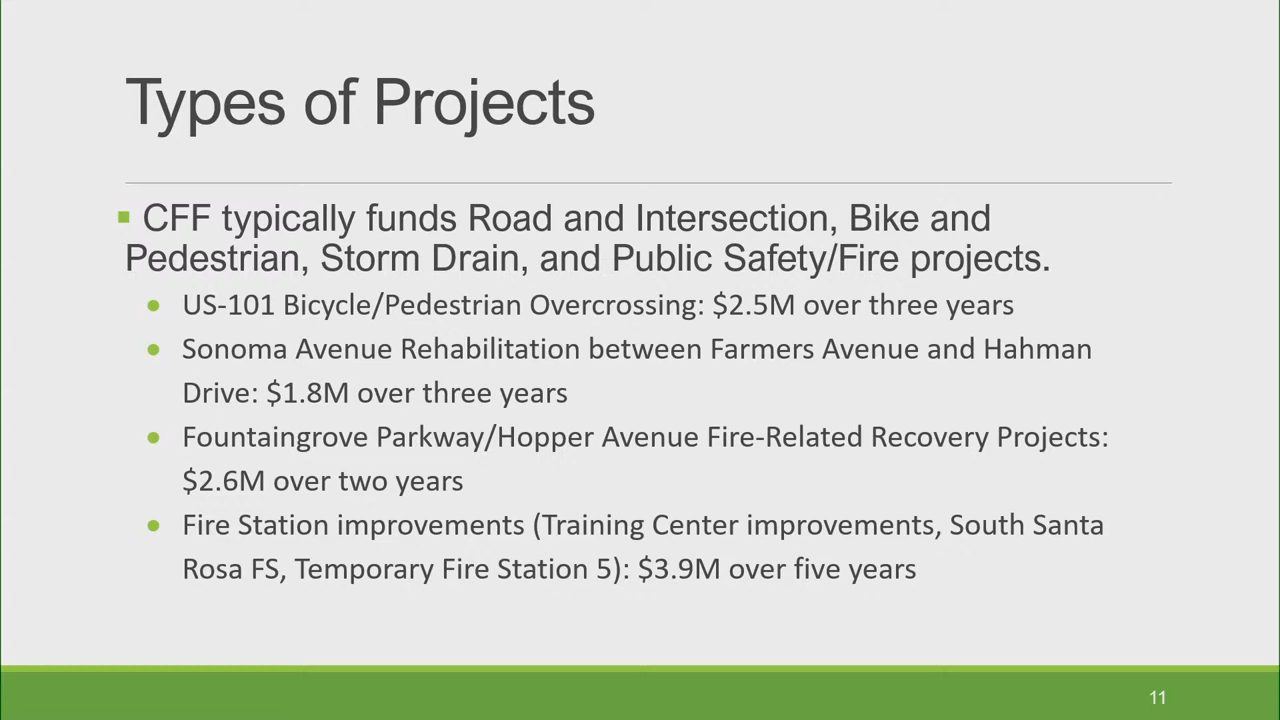 Types of Projects
▪ CFF typically funds Road and Intersection, Bike and
Pedestrian, Storm Drain, and Public Safety/Fire projects.
• US-101 Bicycle/Pedestrian Overcrossing: $2.5M over three years
• Sonoma Avenue Rehabilitation between Farmers Avenue and Hahman
Drive: $1.8M over three years
• Fountaingrove Parkway/Hopper Avenue Fire-Related Recovery Projects:
$2.6M over two years
• Fire Station improvements (Training Center improvements, South Santa
Rosa FS, Temporary Fire Station 5): $3.9M over five years
11